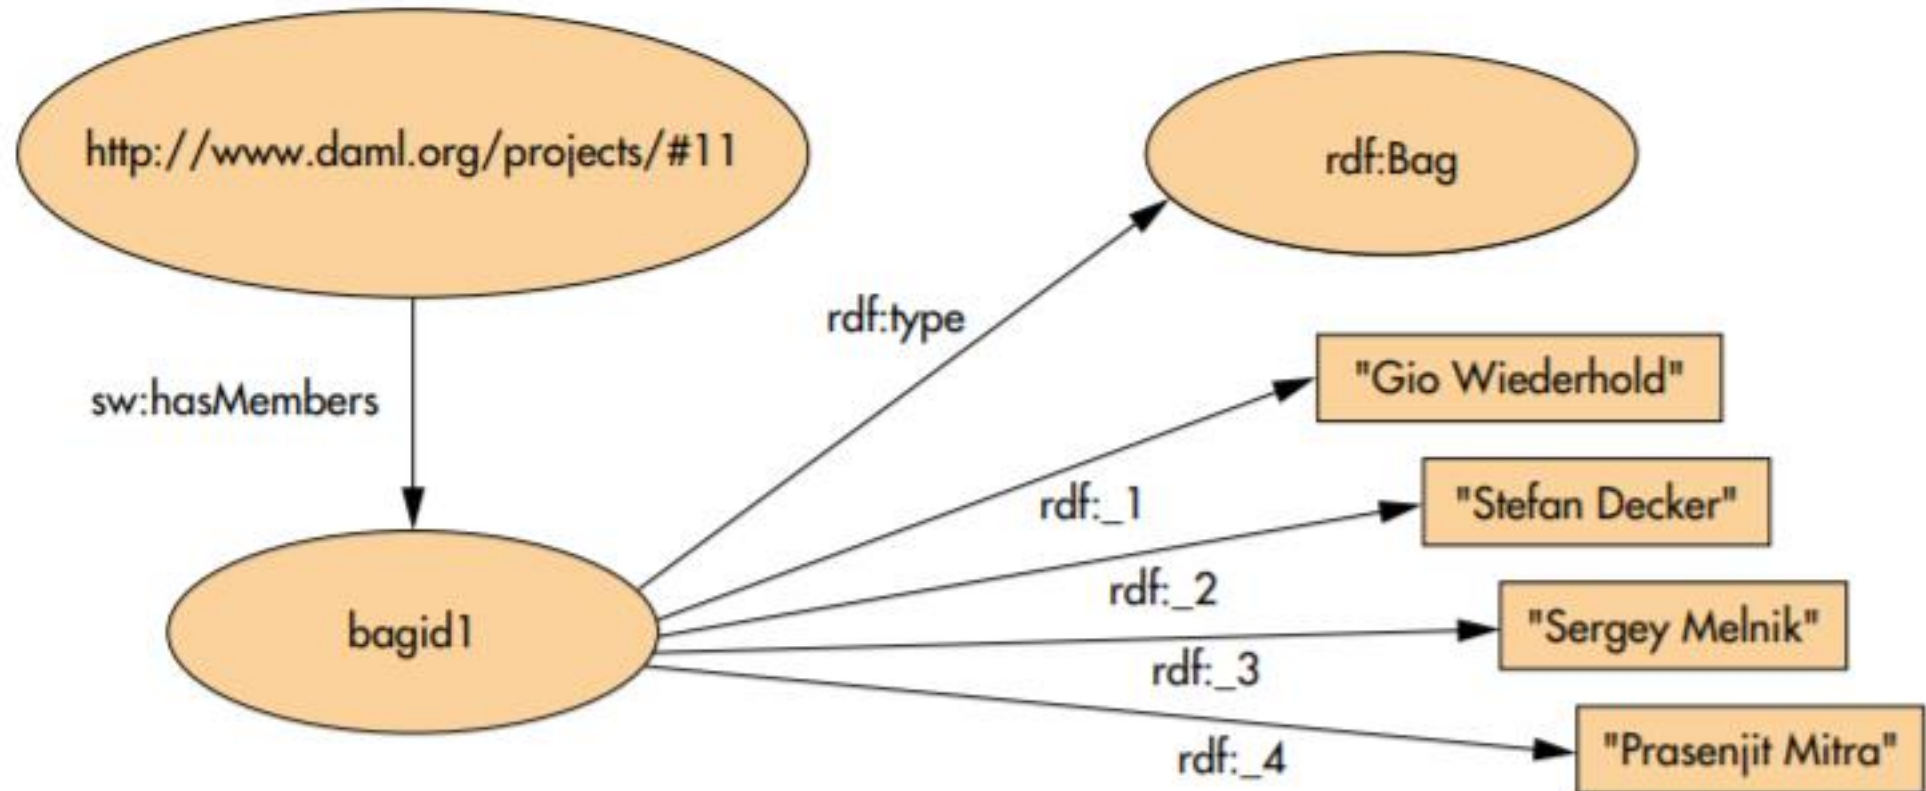 http://www.daml.org/projects/#11
rdf:Bag
rdf:type
"Gio Wiederhold"
sw:hasMembers
rdf:_1
"Stefan Decker"
rdf:_2
bagid1
"Sergey Melnik"
rdf:_3
"Prasenjit Mitra"
rdf:_4